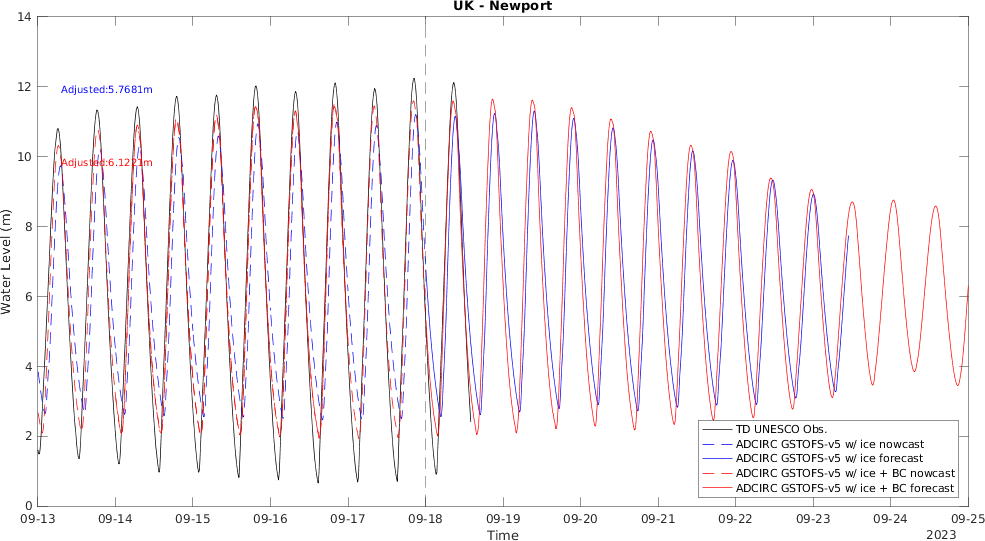 UK - Newport
14
12
10
8
6
4
2
0
Water Level (m)
Adjusted:5.7681m
Adjusted:6.1221m
TD UNESCO Obs.
ADCIRC GSTOFS-v5 w/ ice nowcast
ADCIRC GSTOFS-v5 w/ ice forecast
ADCIRC GSTOFS-v5 w/ ice + BC nowcast
ADCIRC GSTOFS-v5 w/ ice + BC forecast
09-13 09-14 09-15 09-16 09-17 09-18 09-19 09-20 09-21 09-22 09-23 09-24 09-25
Time
2023